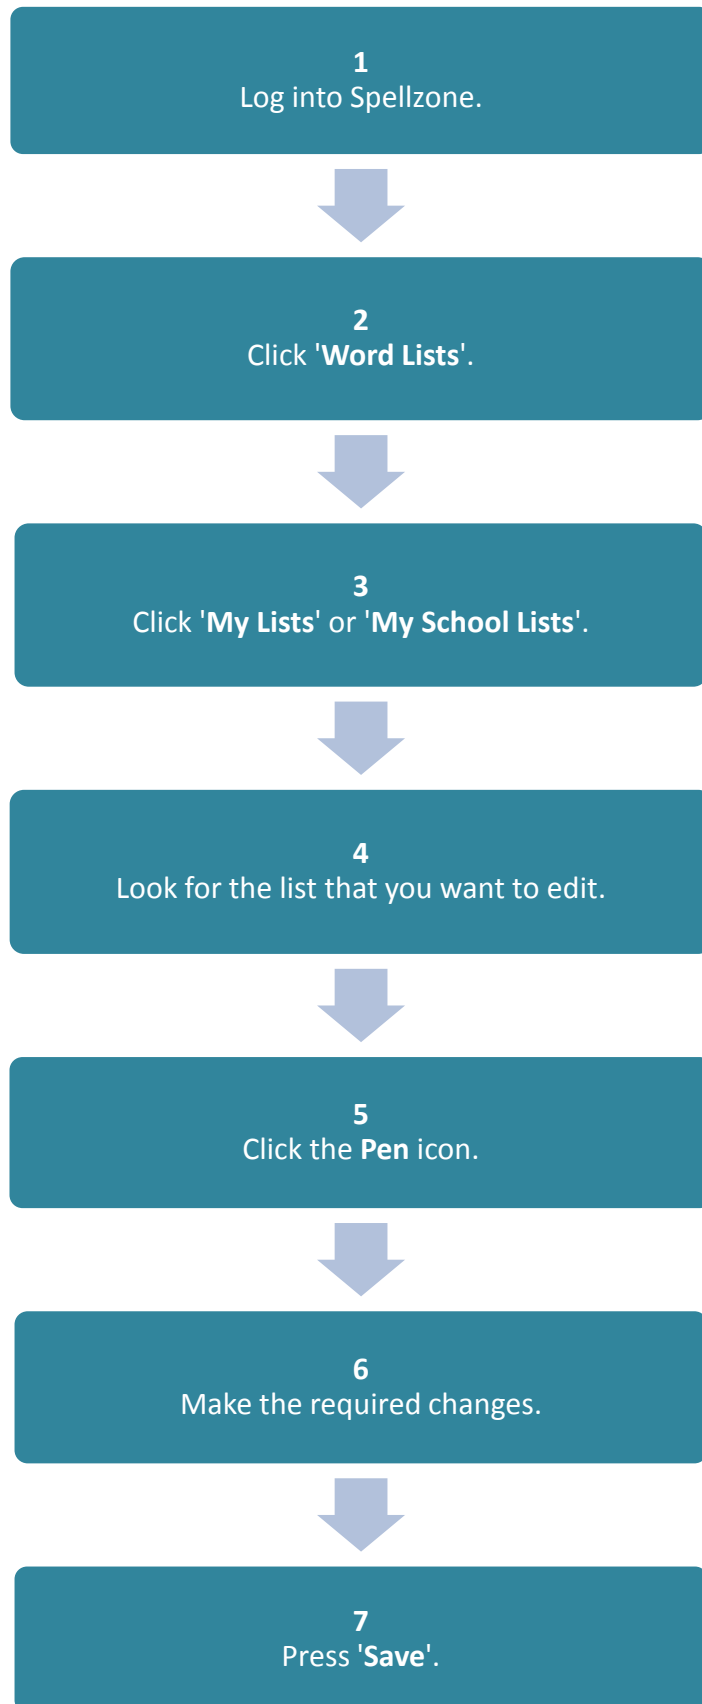 1
Log into Spellzone.
2
Click 'Word Lists'.
3
Click 'My Lists' or 'My School Lists'.
4
Look for the list that you want to edit.
5
Click the Pen icon.
6
Make the required changes.
7
Press 'Save'.